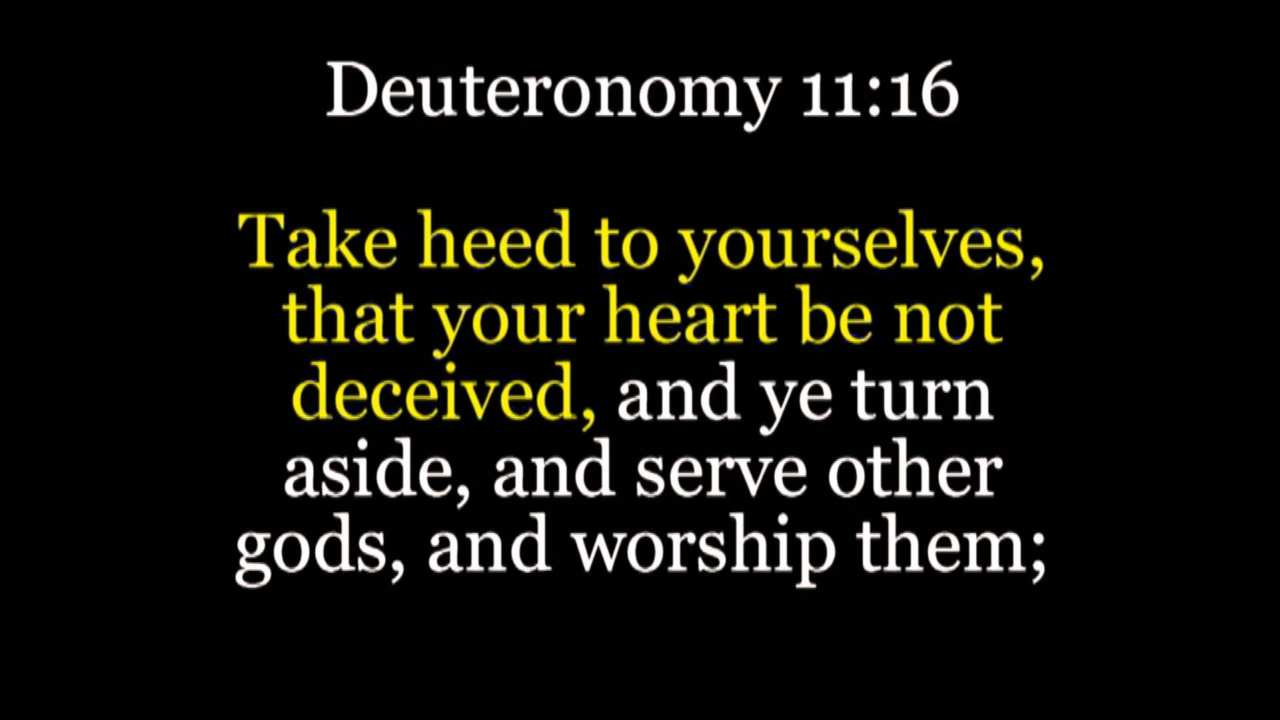 Deuteronomy 11:16
Take heed to yourselves,
that your heart be not
deceived, and ye turn
aside, and serve other
gods, and worship them;